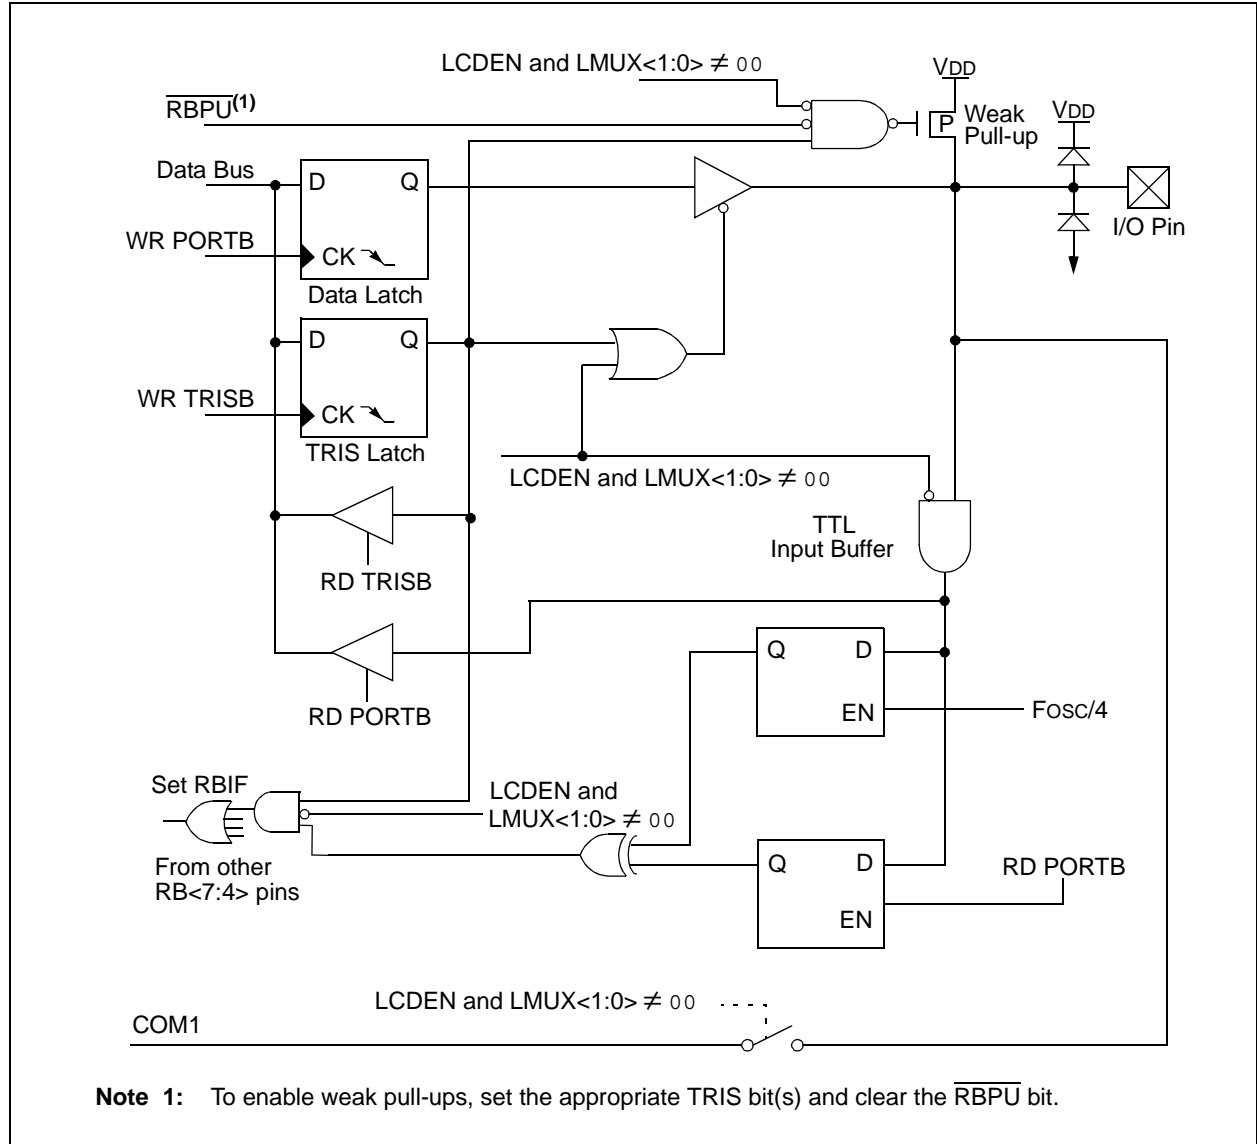 LCDEN and LMUX<1:0> ≠ 00
VDD
RBPU(1)
P
Weak
Pull-up
VDD
Data Bus
D
Q
WR PORTB
CK
Data Latch
I/O Pin
D
Q
WR TRISB
CK
TRIS Latch
LCDEN and LMUX<1:0> ≠ 00
TTL
Input Buffer
RD TRISB
Q
D
EN
FOSC/4
RD PORTB
Set RBIF
LCDEN and
LMUX<1:0> ≠ 00
From other
RB<7:4> pins
Q
D
RD PORTB
EN
LCDEN and LMUX<1:0> ≠ 00
COM1
Note 1: To enable weak pull-ups, set the appropriate TRIS bit(s) and clear the RBPU bit.